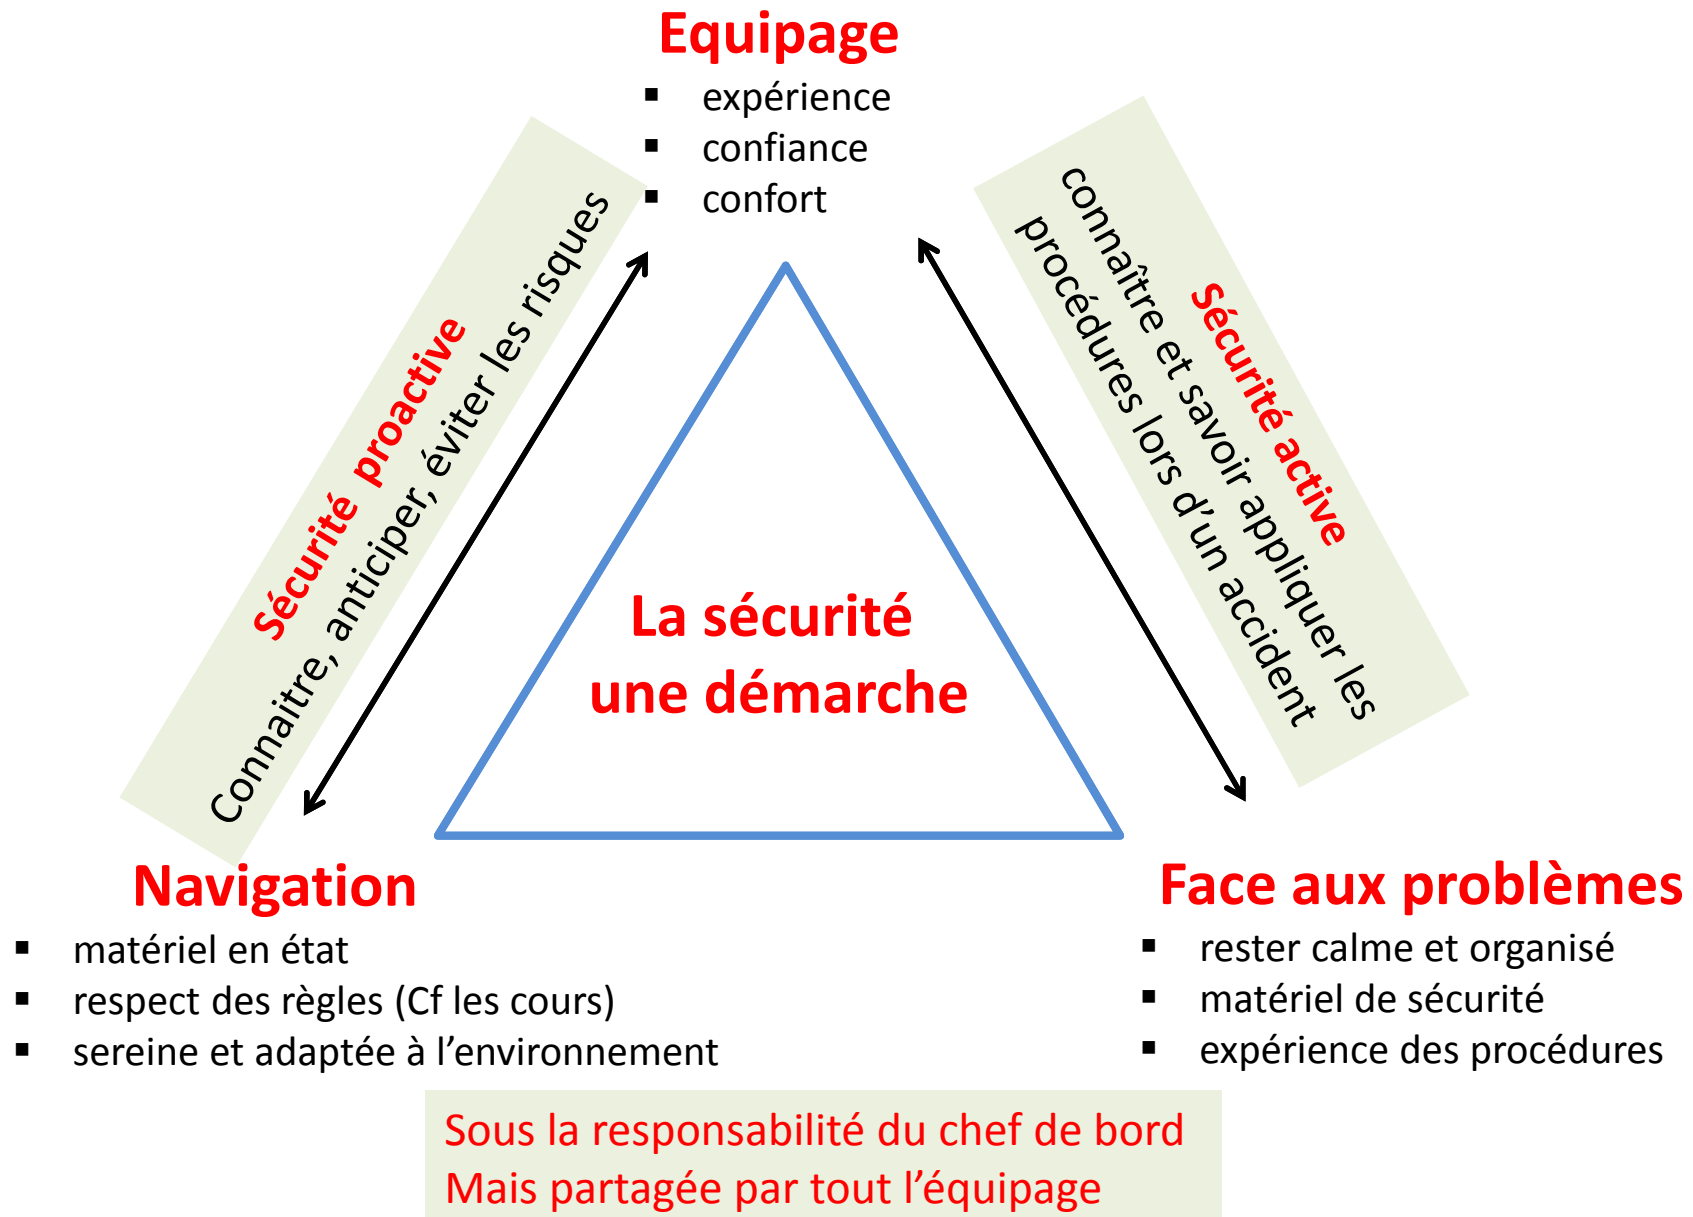 Equipage
▪ expérience
▪ confiance
▪ confort
Sécurité proactive
Connaitre, anticiper, éviter les risques
Sécurité active
connaître et savoir appliquer les
procédures lors d’un accident
La sécurité
une démarche
Navigation
▪ matériel en état
▪ respect des règles (Cf les cours)
▪ sereine et adaptée à l’environnement
Face aux problèmes
▪ rester calme et organisé
▪ matériel de sécurité
▪ expérience des procédures
Sous la responsabilité du chef de bord
Mais partagée par tout l’équipage